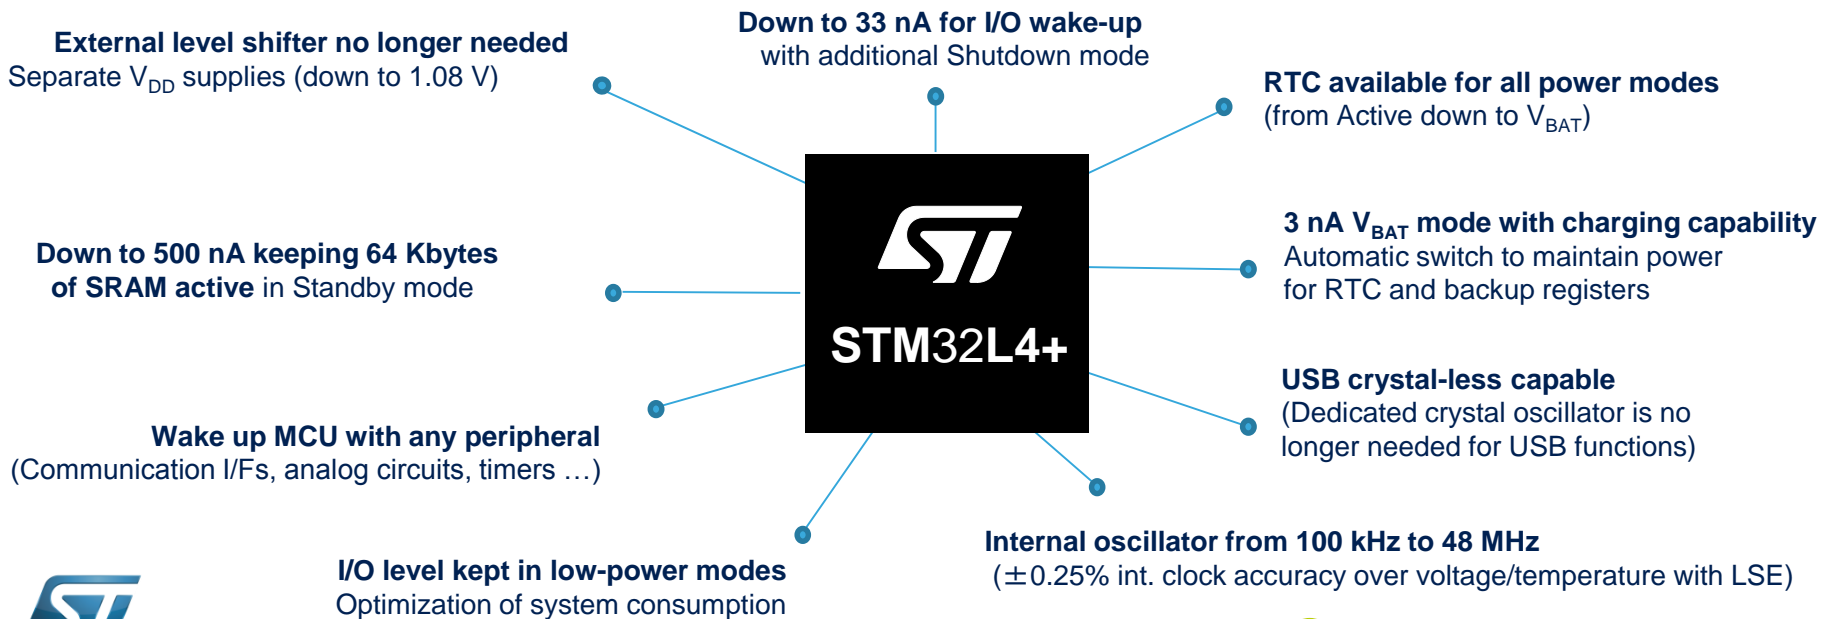 Down to 33 nA for I/O wake-up
with additional Shutdown mode
External level shifter no longer needed
Separate VDD supplies (down to 1.08 V)
RTC available for all power modes
(from Active down to VBAT)
3 nA VBAT mode with charging capability
Automatic switch to maintain power
for RTC and backup registers
Down to 500 nA keeping 64 Kbytes
of SRAM active in Standby mode
ST
STM32L4+
USB crystal-less capable
(Dedicated crystal oscillator is no
longer needed for USB functions)
Wake up MCU with any peripheral
(Communication I/Fs, analog circuits, timers …)
Internal oscillator from 100 kHz to 48 MHz
(±0.25% int. clock accuracy over voltage/temperature with LSE)
I/O level kept in low-power modes
Optimization of system consumption
ST